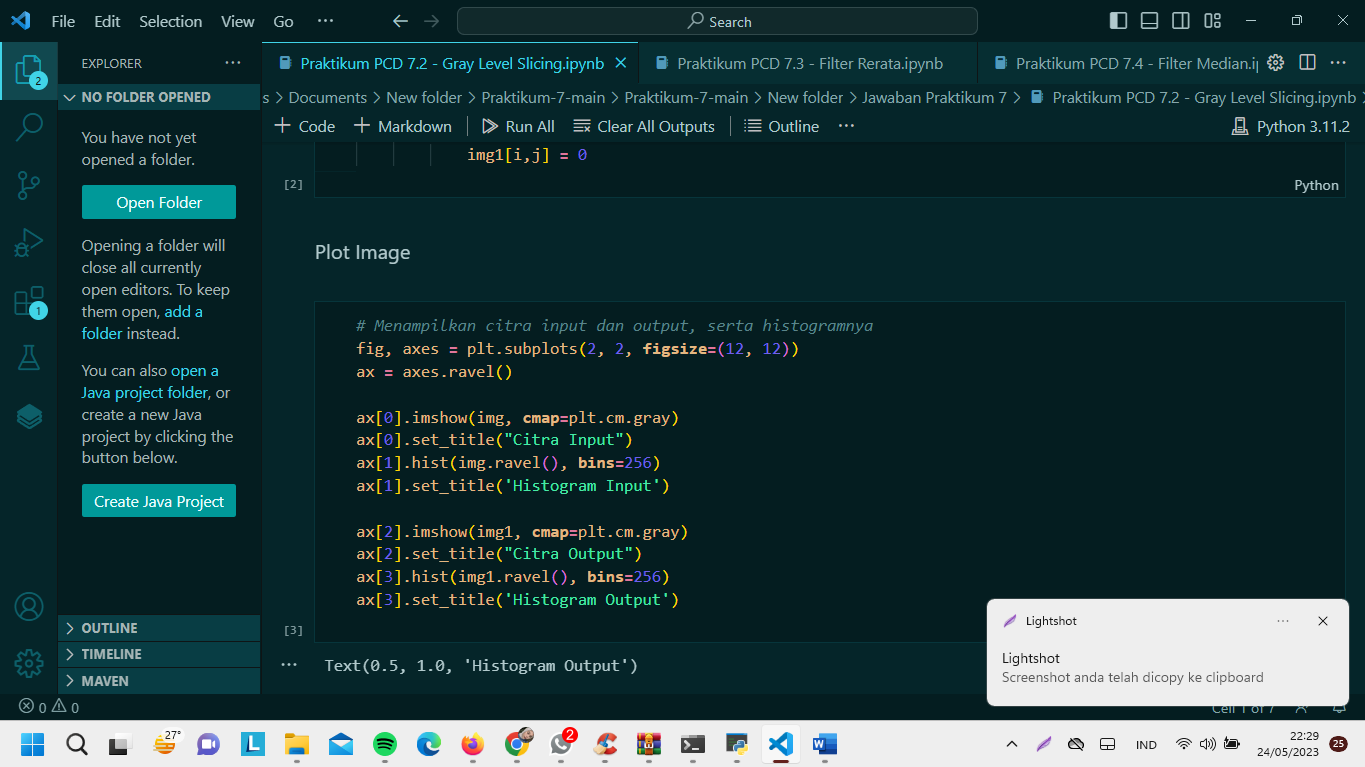 File Edit Selection View Go ··· Search
EXPLORER ···
Praktikum PCD 7.2 - Gray Level Slicing.ipynb
Praktikum PCD 7.3 - Filter Rerata.ipynb
Praktikum PCD 7.4 - Filter Median.ip
NO FOLDER OPENED
s > Documents > New folder > Praktikum-7-main > Praktikum-7-main > New folder > Jawaban Praktikum 7 > Praktikum PCD 7.2 - Gray Level Slicing.ipynb >
+ Code + Markdown Run All Clear All Outputs Outline ··· Python 3.11.2
You have not yet
opened a folder.
Open Folder
Opening a folder will
close all currently
open editors. To keep
them open, add a
folder instead.
You can also open a
Java project folder, or
create a new Java
project by clicking the
button below.
Create Java Project
OUTLINE
TIMELINE
MAVEN
2
1
img1[i,j] = 0
[2]
Python
Plot Image
# Menampilkan citra input dan output, serta histogramnya
fig, axes = plt.subplots(2, 2, figsize=(12, 12))
ax = axes.ravel()
ax[0].imshow(img, cmap=plt.cm.gray)
ax[0].set_title("Citra Input")
ax[1].hist(img.ravel(), bins=256)
ax[1].set_title('Histogram Input')
ax[2].imshow(img1, cmap=plt.cm.gray)
ax[2].set_title("Citra Output")
ax[3].hist(img1.ravel(), bins=256)
ax[3].set_title('Histogram Output')
[3]
··· Text(0.5, 1.0, 'Histogram Output')
Lightshot ···
Lightshot
Screenshot anda telah dicopy ke clipboard
0 0
Cell 1 of 7
27°
L
2
W
IND
22:29
24/05/2023
25